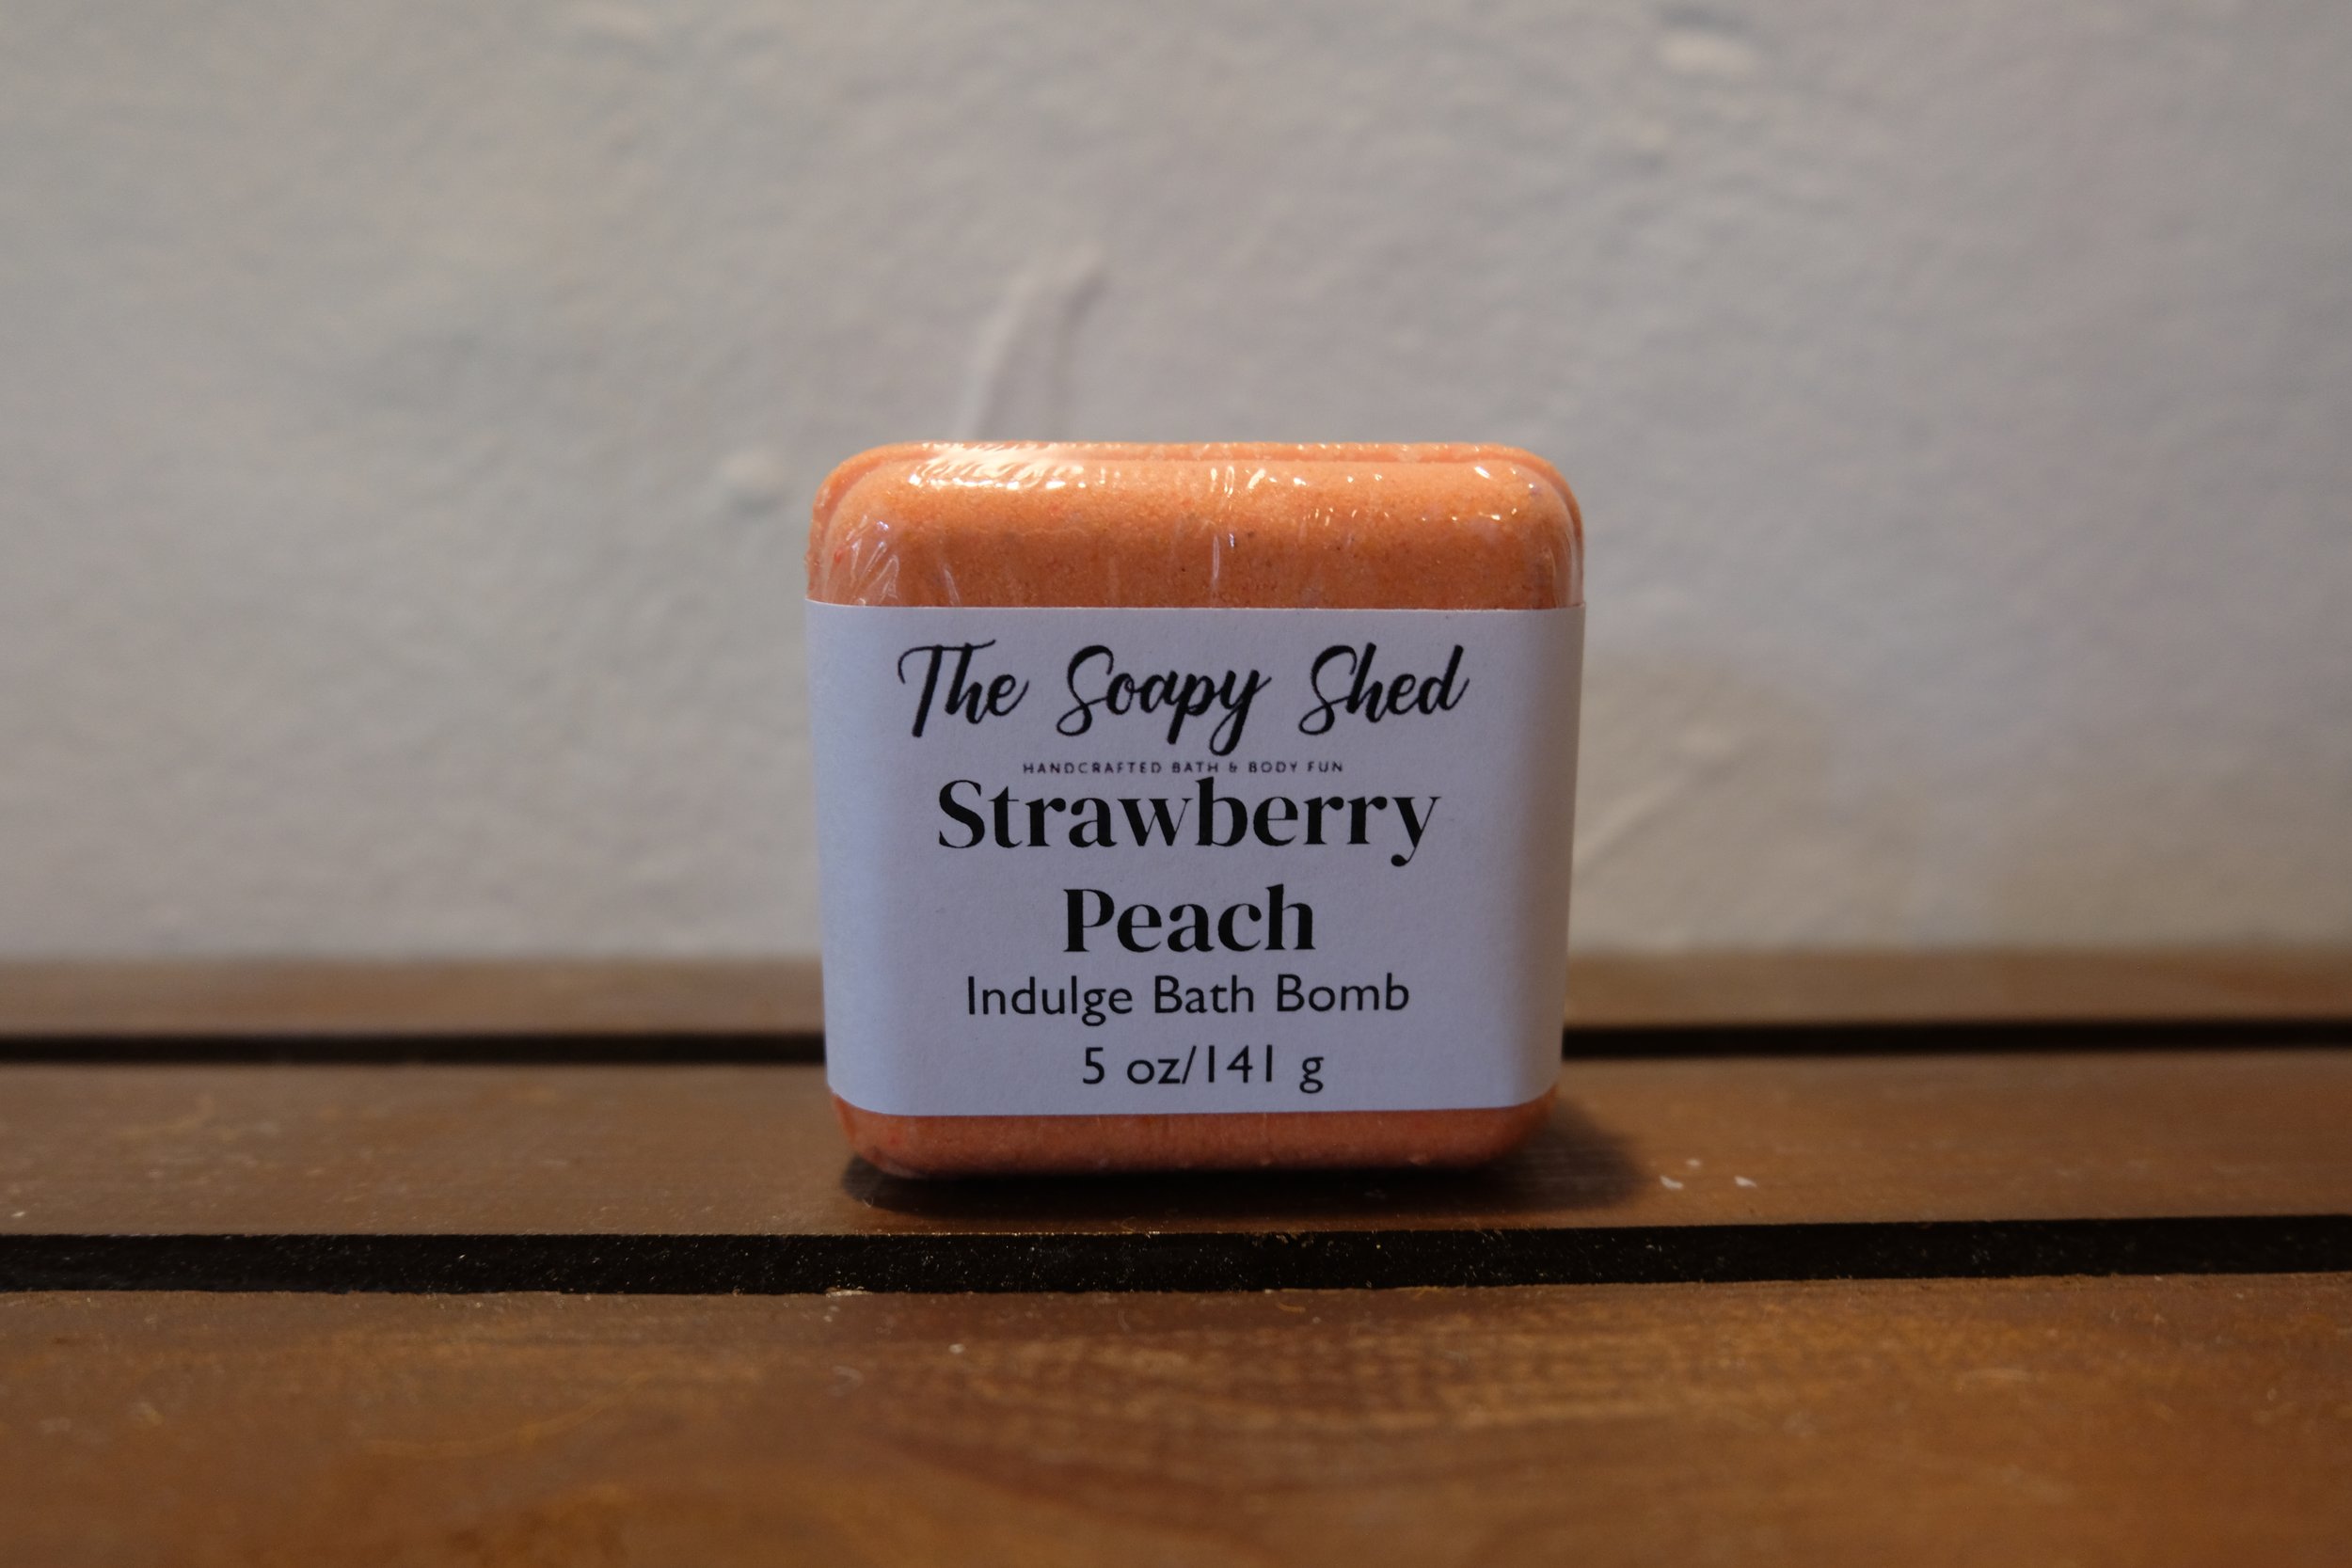 The Soapy Shed
HANDCRAFTED BATH & BODY FUN
Strawberry
Peach
Indulge Bath Bomb
5 oz/141 g